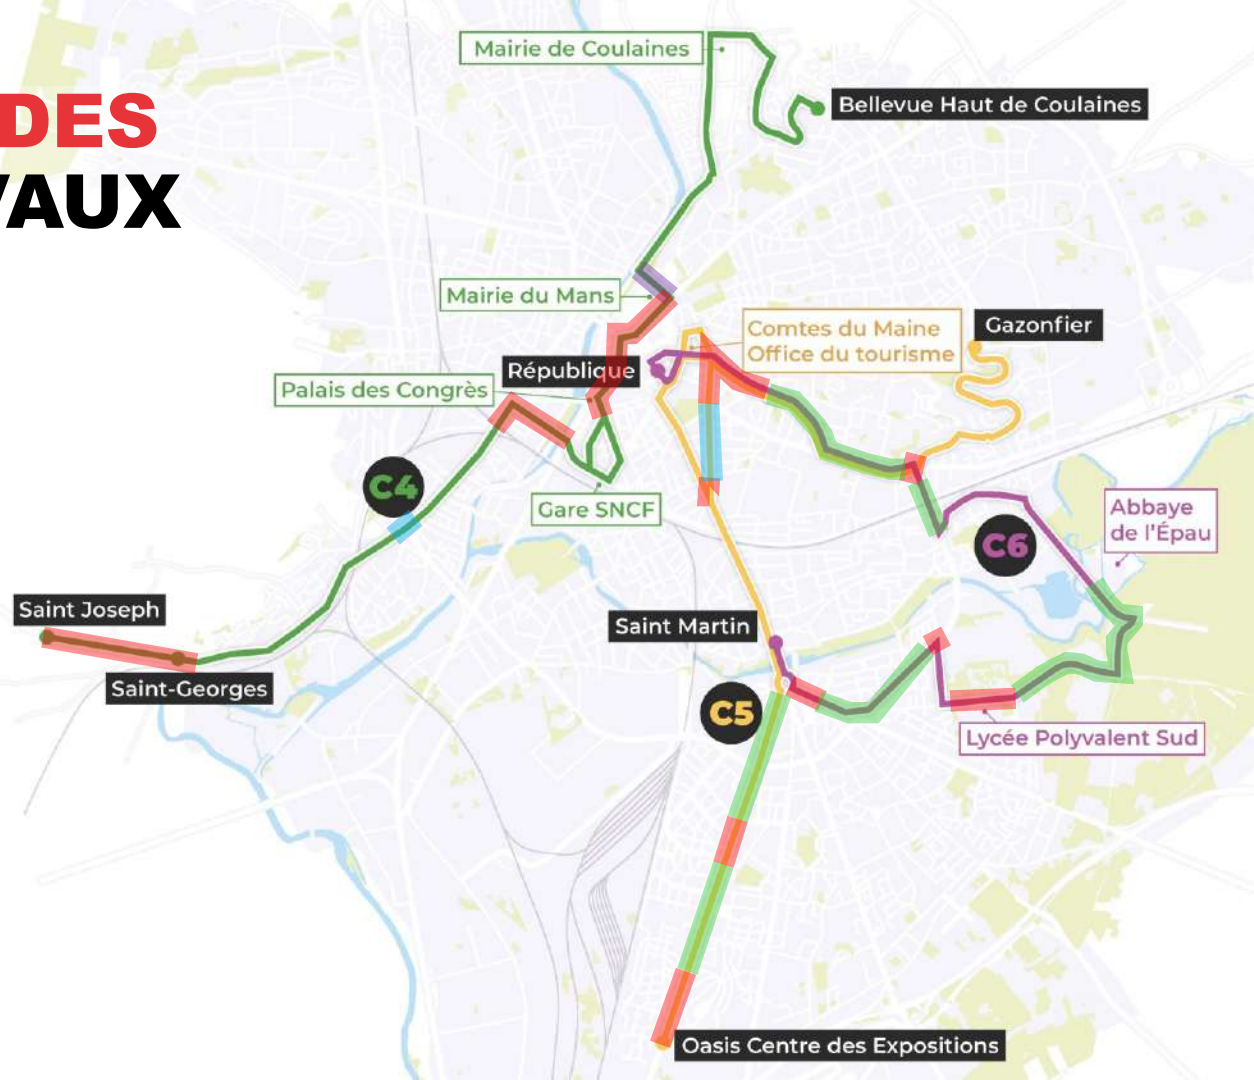 DES
VAUX
Mairie de Coulaines
Bellevue Haut de Coulaines
Mairie du Mans
Comtes du Maine
Office du tourisme
Gazonfier
République
Palais des Congrès
C4
Gare SNCF
C6
Abbaye
de l'Épau
Saint Joseph
Saint Martin
Saint-Georges
C5
Lycée Polyvalent Sud
Oasis Centre des Expositions